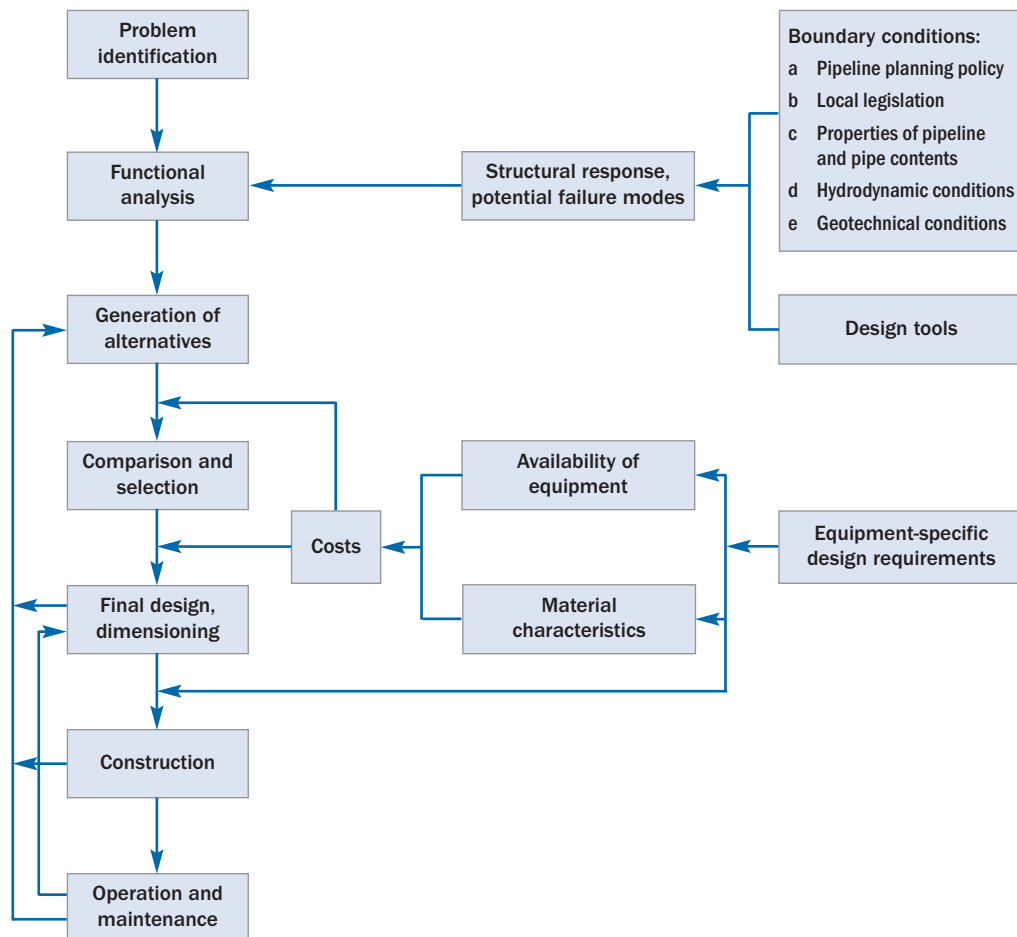 Problem
identification
Boundary conditions:
a Pipeline planning policy
b Local legislation
c Properties of pipeline
and pipe contents
d Hydrodynamic conditions
e Geotechnical conditions
Functional
analysis
Structural response,
potential failure modes
Generation of
alternatives
Design tools
Comparison and
selection
Availability of
equipment
Costs
Equipment-specific
design requirements
Final design,
dimensioning
Material
characteristics
Construction
Operation and
maintenance